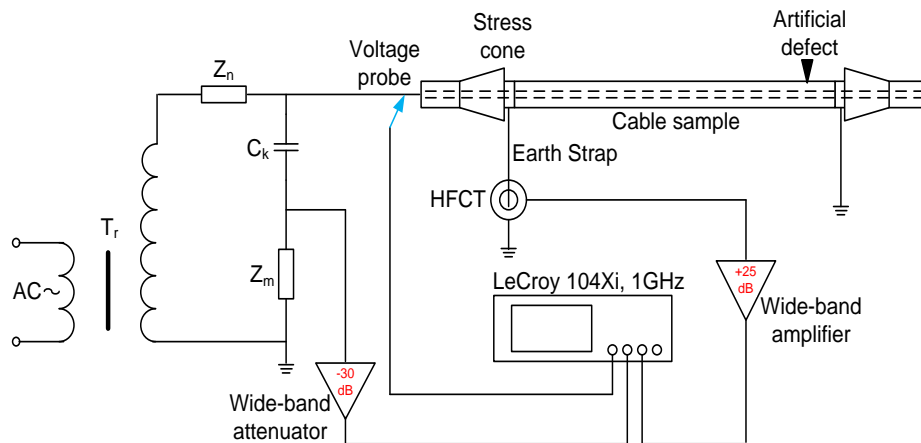 Stress
cone
Artificial
defect
Voltage
probe
Zn
Ck
Cable sample
Earth Strap
HFCT
Tr
Zm
AC~
LeCroy 104Xi, 1GHz
+25
dB
Wide-band
amplifier
-30
dB
Wide-band
attenuator